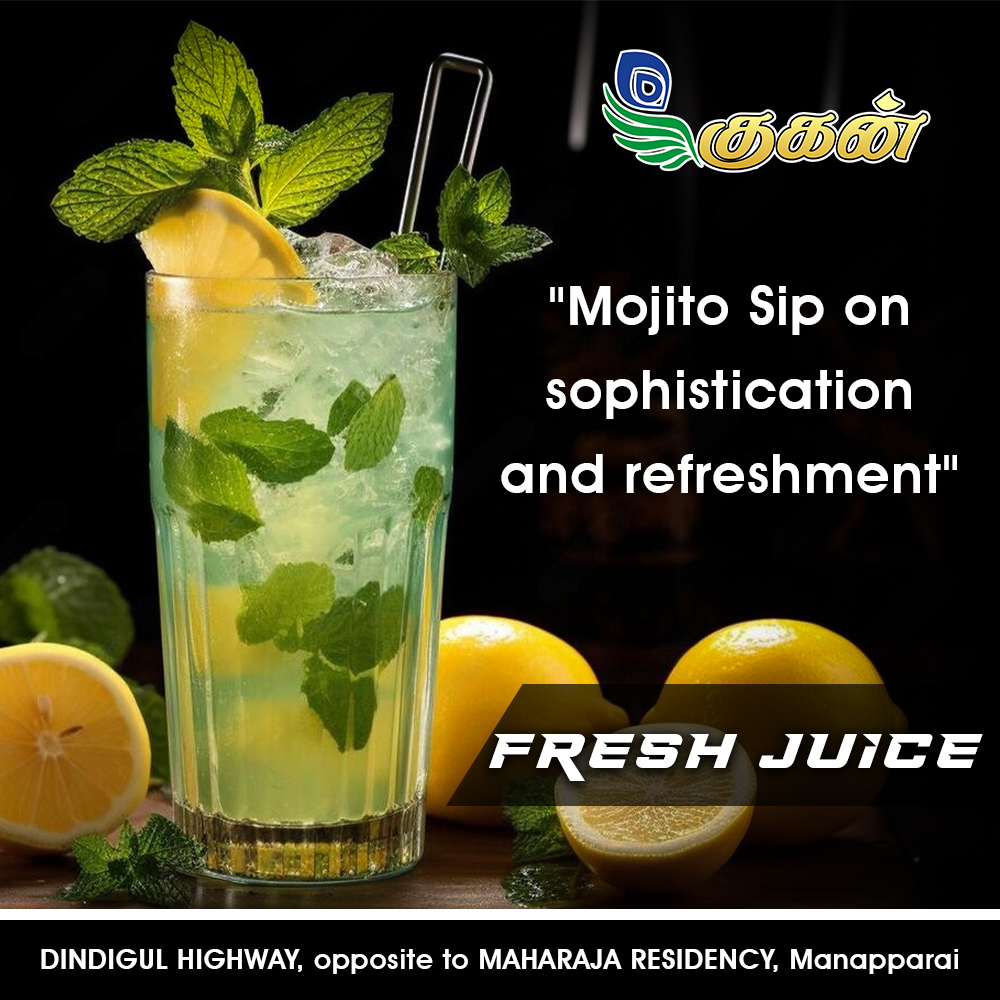 குகன்
"Mojito Sip on
sophistication
and refreshment"
FRESH JUICE
DINDIGUL HIGHWAY, opposite to MAHARAJA RESIDENCY, Manapparai